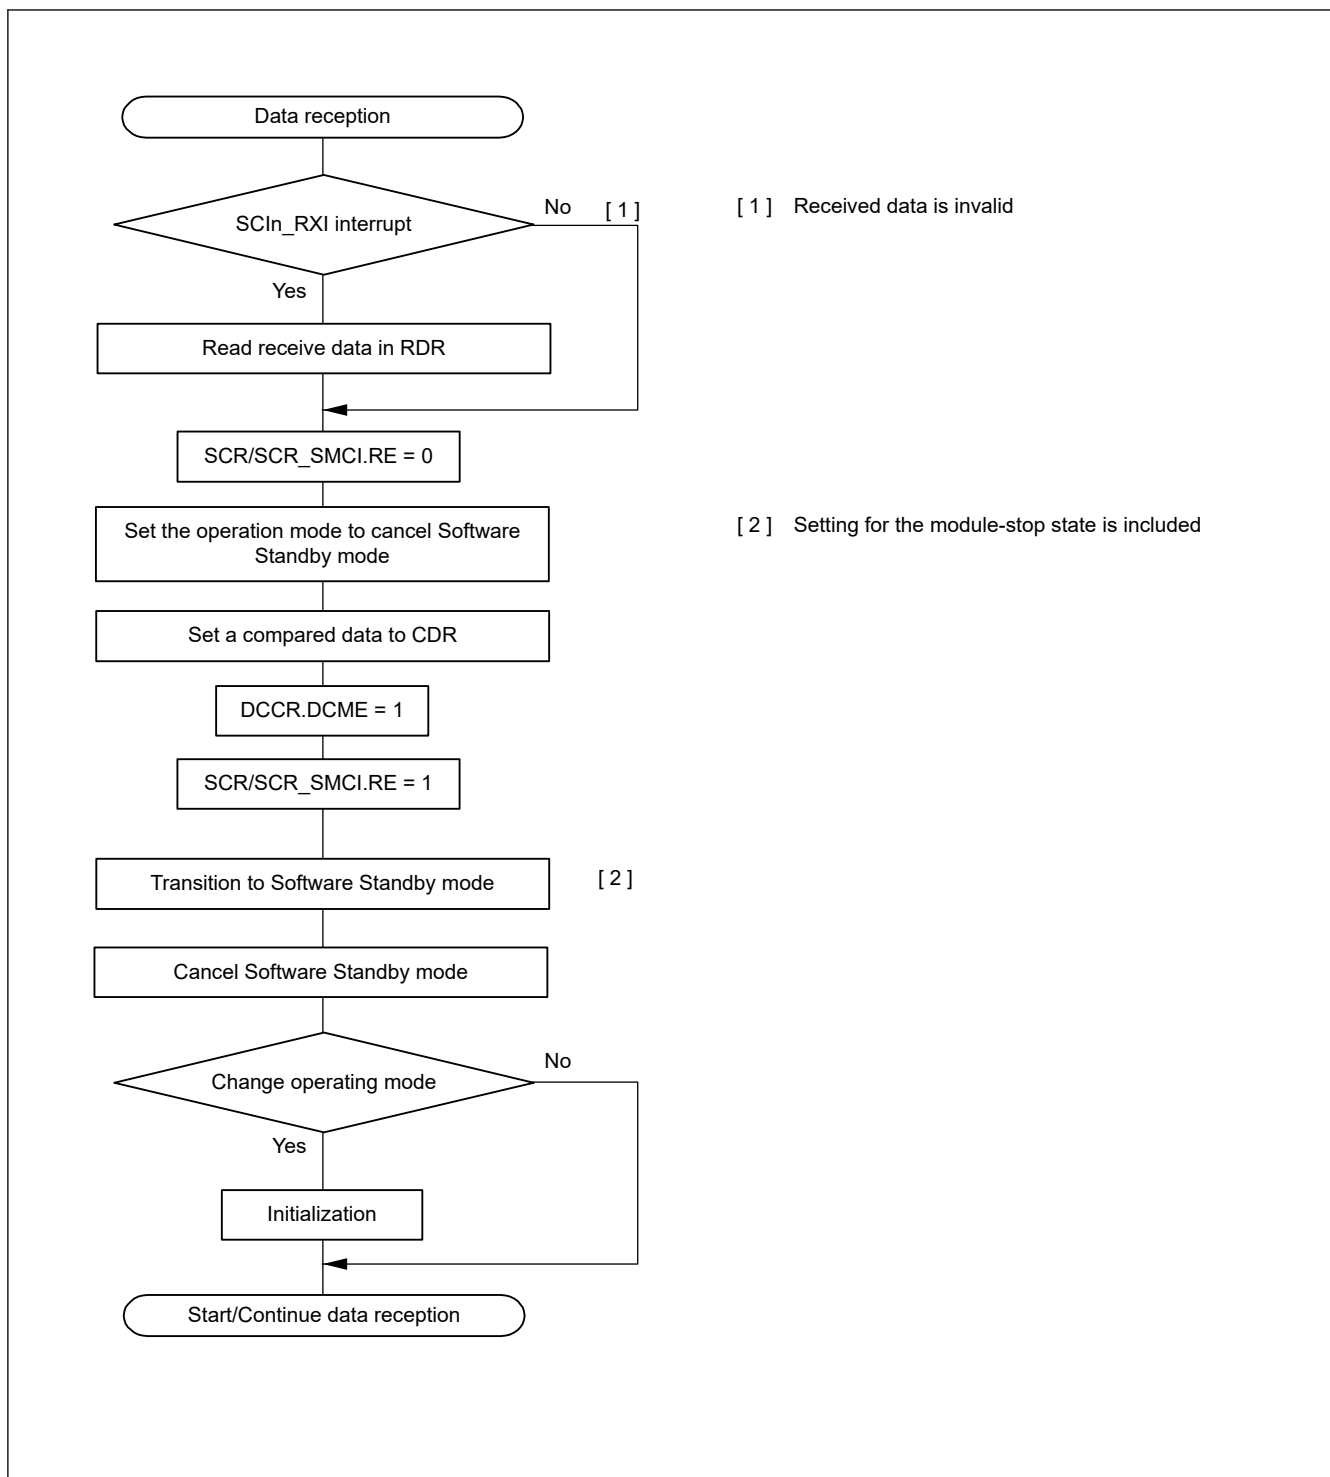 Data reception
SCIn_RXI interrupt
No
[ 1 ]
[ 1 ] Received data is invalid
Yes
Read receive data in RDR
SCR/SCR_SMCI.RE = 0
Set the operation mode to cancel Software
Standby mode
[ 2 ] Setting for the module-stop state is included
Set a compared data to CDR
DCCR.DCME = 1
SCR/SCR_SMCI.RE = 1
Transition to Software Standby mode
[ 2 ]
Cancel Software Standby mode
Change operating mode
No
Yes
Initialization
Start/Continue data reception